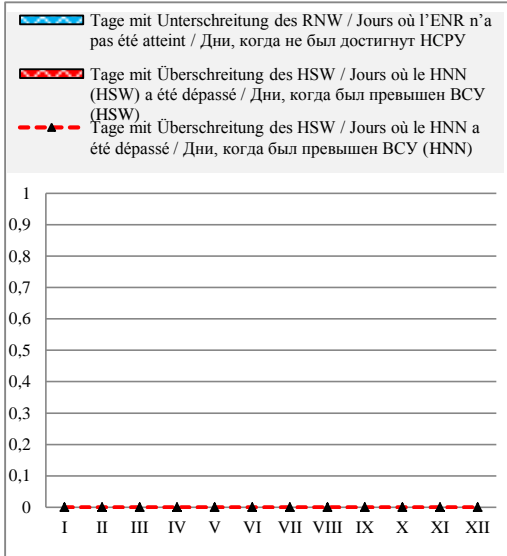 Tage mit Unterschreitung des RNW / Jours où l'ENR n'a
pas été atteint / Дни, когда не был достигнут НСРУ
Tage mit Überschreitung des HSW / Jours où le HNN
(HSW) a été dépassé / Дни, когда был превышен ВСУ
(HSW)
Tage mit Überschreitung des HSW / Jours où le HNN a
été dépassé / Дни, когда был превышен ВСУ (HNN)
1
0,9
0,8
0,7
0,6
0,5
0,4
0,3
0,2
0,1
0
I II III IV V VI VII VIII IX X XI XII